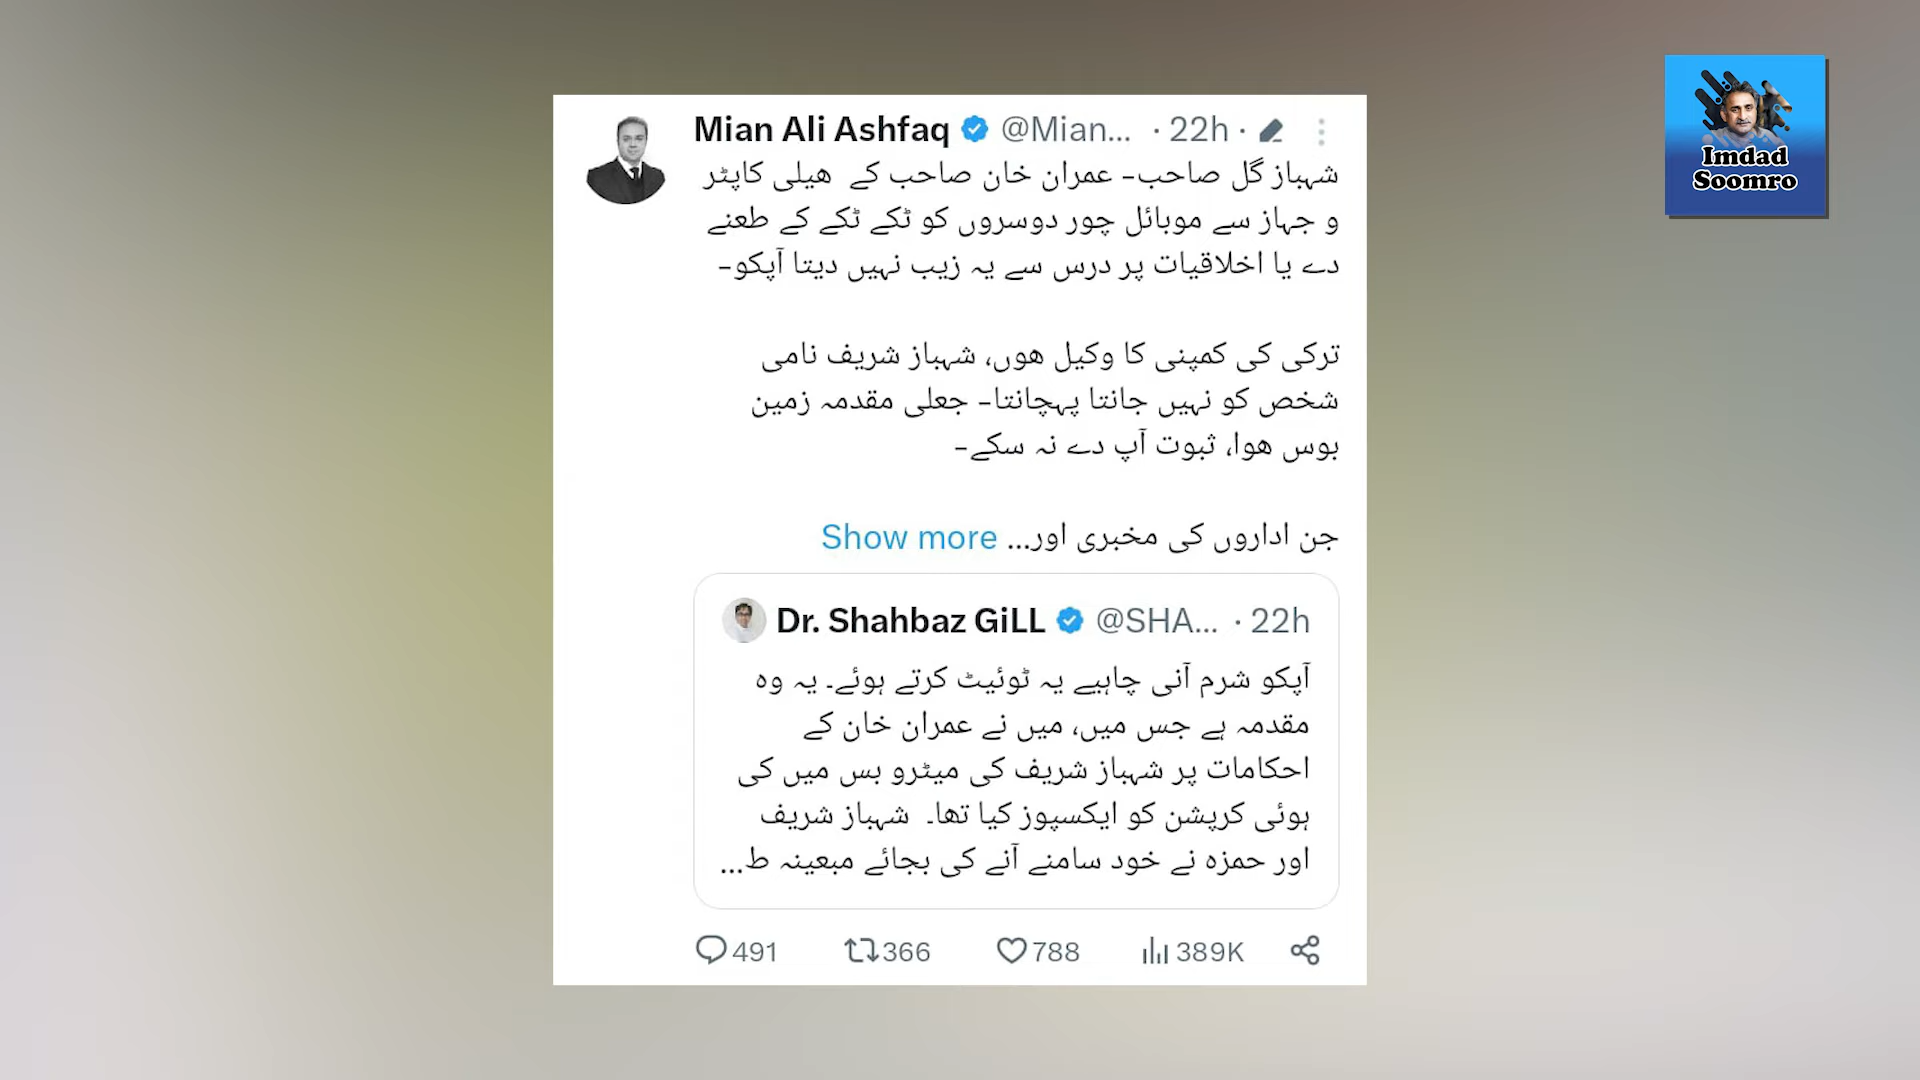 Mian Ali Ashfaq @Mian... · 22h ·
شہباز گل صاحب- عمران خان صاحب کے ھیلی کاپٹر
و جہاز سے موبائل چور دوسروں کو ٹکے ٹکے کے طعنے
دے یا اخلاقیات پر درس سے یہ زیب نہیں دیتا آپکو-
ترکی کی کمپنی کا وکیل ھوں، شہباز شریف نامی
شخص کو نہیں جانتا پہچانتا- جعلی مقدمہ زمین
بوس ھوا، ثبوت آپ دے نہ سکے-
جن اداروں کی مخبری اور... Show more
Dr. Shahbaz GiLL @SHA... · 22h
آپکو شرم آنی چاہیے یہ ٹوئیٹ کرتے ہوئے۔ یہ وہ
مقدمہ ہے جس میں، میں نے عمران خان کے
احکامات پر شہباز شریف کی میٹرو بس میں کی
ہوئی کرپشن کو ایکسپوز کیا تھا۔ شہباز شریف
اور حمزہ نے خود سامنے آنے کی بجائے مبعینہ ط...
491 366 788 389K
Imdad
Soomro